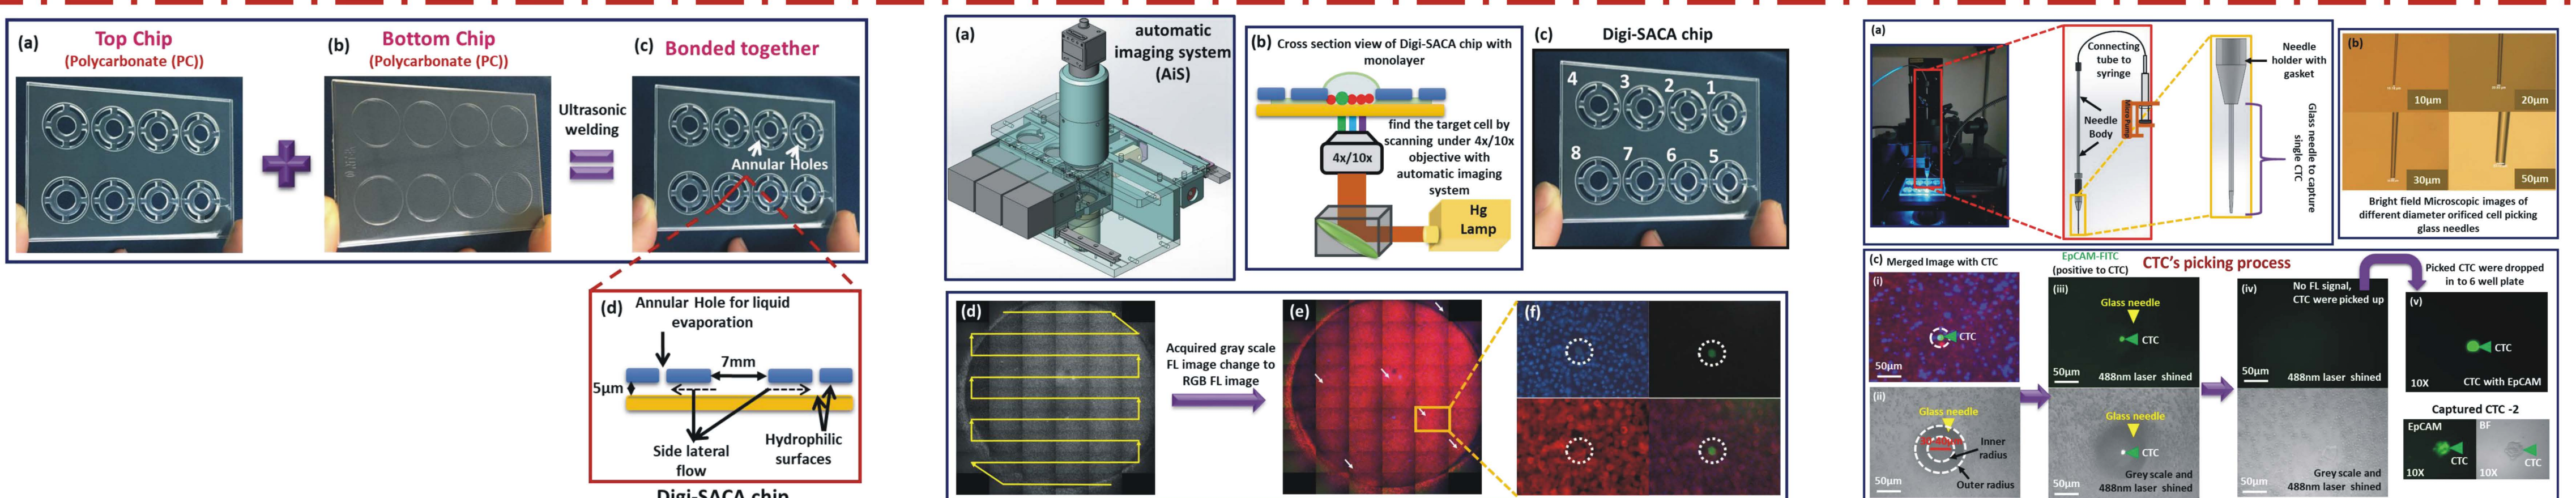 (a)
Top Chip
(Polycarbonate (PC))
(b)
Bottom Chip
(Polycarbonate (PC))
Ultrasonic
welding
(c)
Bonded together
Annular Holes
(d)
Annular Hole for liquid
evaporation
7mm
5μm
Side lateral
flow
Hydrophilic
surfaces
Digi-SACA chip
(a)
automatic
imaging system
(AiS)
(b) Cross section view of Digi-SACA chip with
monolayer
find the target cell by
scanning under 4x/10x
objective with
automatic imaging
system
4x/10x
Hg
Lamp
(c)
Digi-SACA chip
4 3 2 1
8 7 6 5
(d)
Acquired gray scale
FL image change to
RGB FL image
(e)
(f)
(a)
Connecting
tube to
syringe
Needle
Body
Needle
holder with
gasket
Glass needle to capture
single CTC
(b)
10μm
20μm
30μm
50μm
Bright field Microscopic images of
different diameter orificed cell picking
glass needles
(c) Merged Image with CTC
EpCAM-FITC
(positive to CTC)
CTC's picking process
Picked CTC were dropped
in to 6 well plate
(i)
CTC
50μm
(ii)
Glass needle
Inner
radius
Outer radius
50μm
(iii)
Glass needle
CTC
50μm
488nm laser shined
Glass needle
CTC
50μm
Grey scale and
488nm laser shined
(iv)
No FL signal,
CTC were picked up
50μm
488nm laser shined
Grey scale and
50μm
488nm laser shined
(v)
CTC
10X
CTC with EpCAM
Captured CTC -2
EpCAM
CTC
10X
BF
CTC
10X